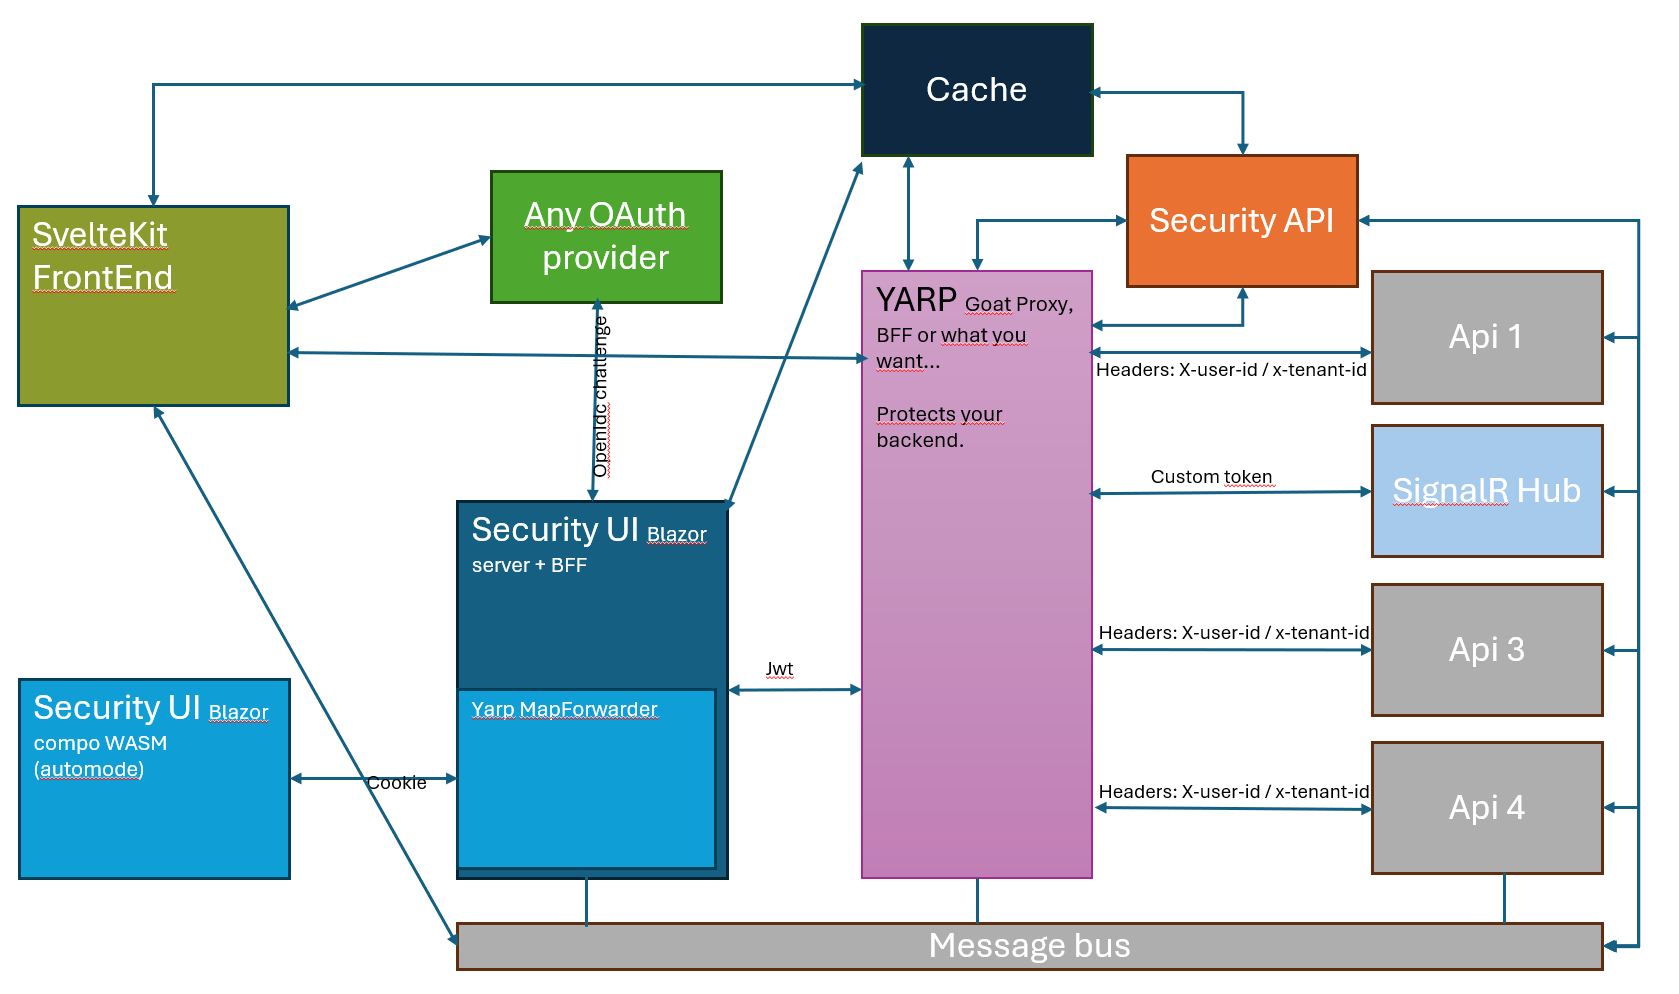 Cache
SvelteKit
FrontEnd
Any OAuth
provider
Security API
YARP Goat Proxy,
BFF or what you
want...
Protects your
backend.
Api 1
Headers: X-user-id / x-tenant-id
OpenIdc challenge
Custom token
SignalR Hub
Security UI Blazor
server + BFF
Headers: X-user-id / x-tenant-id
Api 3
Jwt
Security UI Blazor
compo WASM
(automode)
Cookie
Yarp MapForwarder
Headers: X-user-id / x-tenant-id
Api 4
Message bus